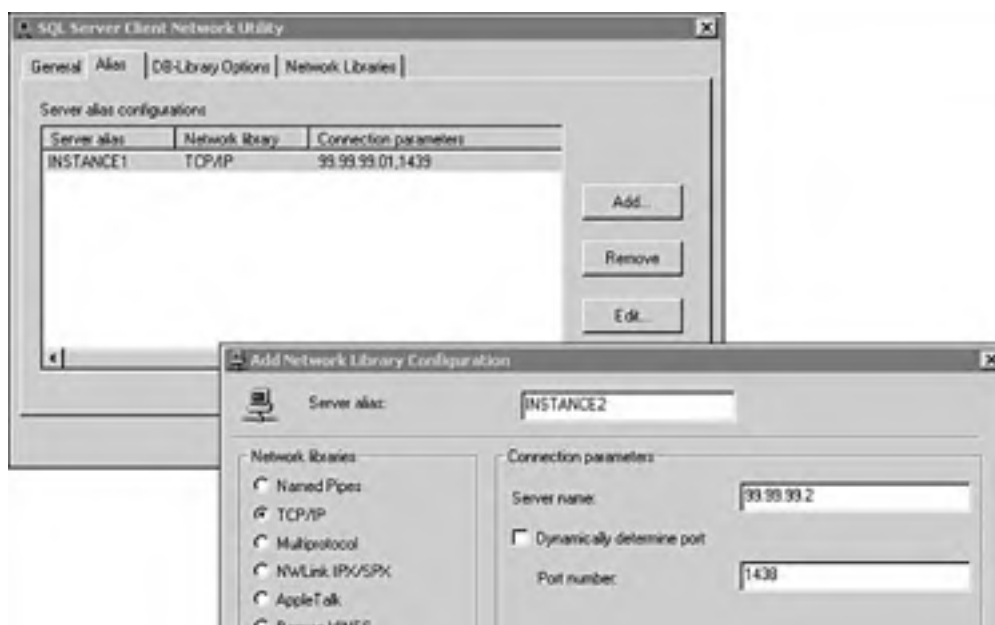 SQL Server Client Network Utility
General Alias DB-Library Options Network Libraries
Server alias configurations
Server alias Network library Connection parameters
INSTANCE1 TCP/IP 99.99.99.01,1439
Add...
Remove
Edit...
Add Network Library Configuration
Server alias: INSTANCE2
Network libraries
Named Pipes
TCP/IP
Multiprotocol
NWLink IPX/SPX
AppleTalk
Connection parameters
Server name: 99.99.99.2
Dynamically determine port
Port number: 1438